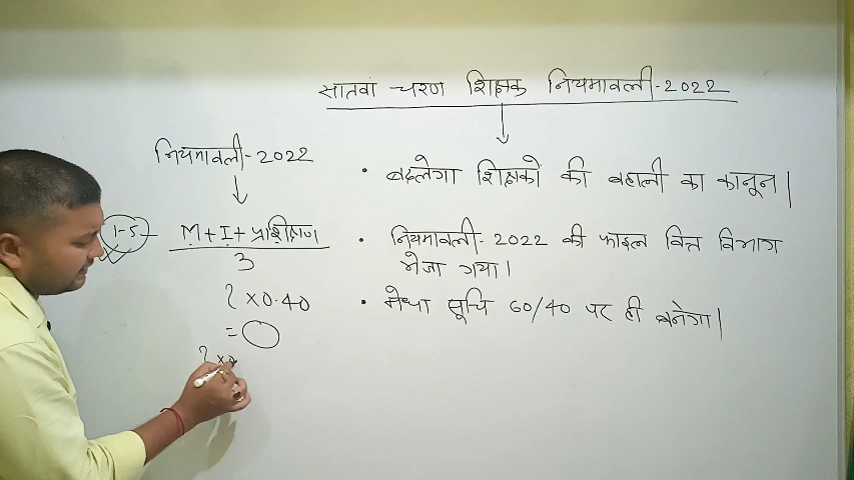 सातवा चरण शिक्षक नियमावली-2022
नियमावली-2022
1-5
M+I+प्रशिक्षण
3
? ×0.40
=
? ×0
• बदलेगा शिक्षको की बहाली का कानून|
• नियमावली-2022 की फाइल वित्त विभाग
भेजा गया।
• मेधा सूचि 60/40 पर ही बनेगा|